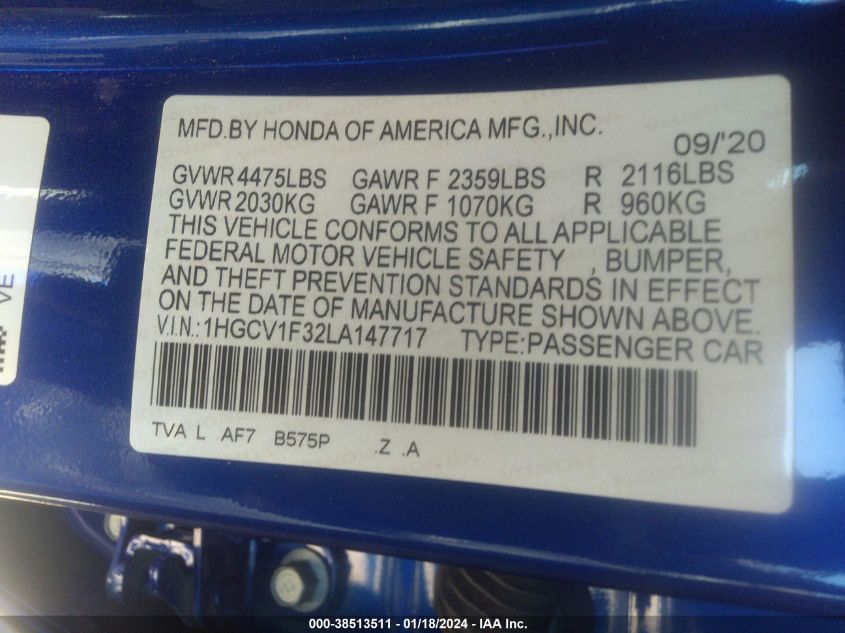 MFD.BY HONDA OF AMERICA MFG.,INC.
09/'20
GVWR 4475LBS GAWR F 2359LBS R 2116LBS
GVWR 2030KG GAWR F 1070KG R 960KG
THIS VEHICLE CONFORMS TO ALL APPLICABLE
FEDERAL MOTOR VEHICLE SAFETY , BUMPER,
AND THEFT PREVENTION STANDARDS IN EFFECT
ON THE DATE OF MANUFACTURE SHOWN ABOVE.
V.I.N.:1HGCV1F32LA147717 TYPE:PASSENGER CAR
TVA L AF7 B575P .Z .A
VE
000-38513511 - 01/18/2024 - IAA Inc.